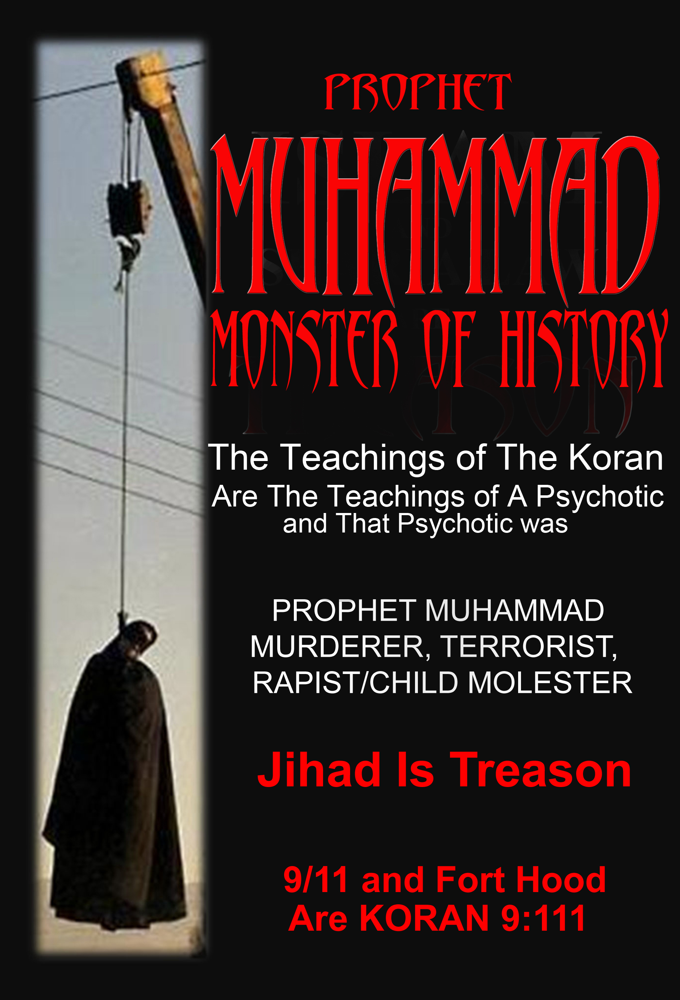 PROPHET
MUHAMMAD
MONSTER OF HISTORY
The Teachings of The Koran
Are The Teachings of A Psychotic
and That Psychotic was
PROPHET MUHAMMAD
MURDERER, TERRORIST,
RAPIST/CHILD MOLESTER
Jihad Is Treason
9/11 and Fort Hood
Are KORAN 9:111